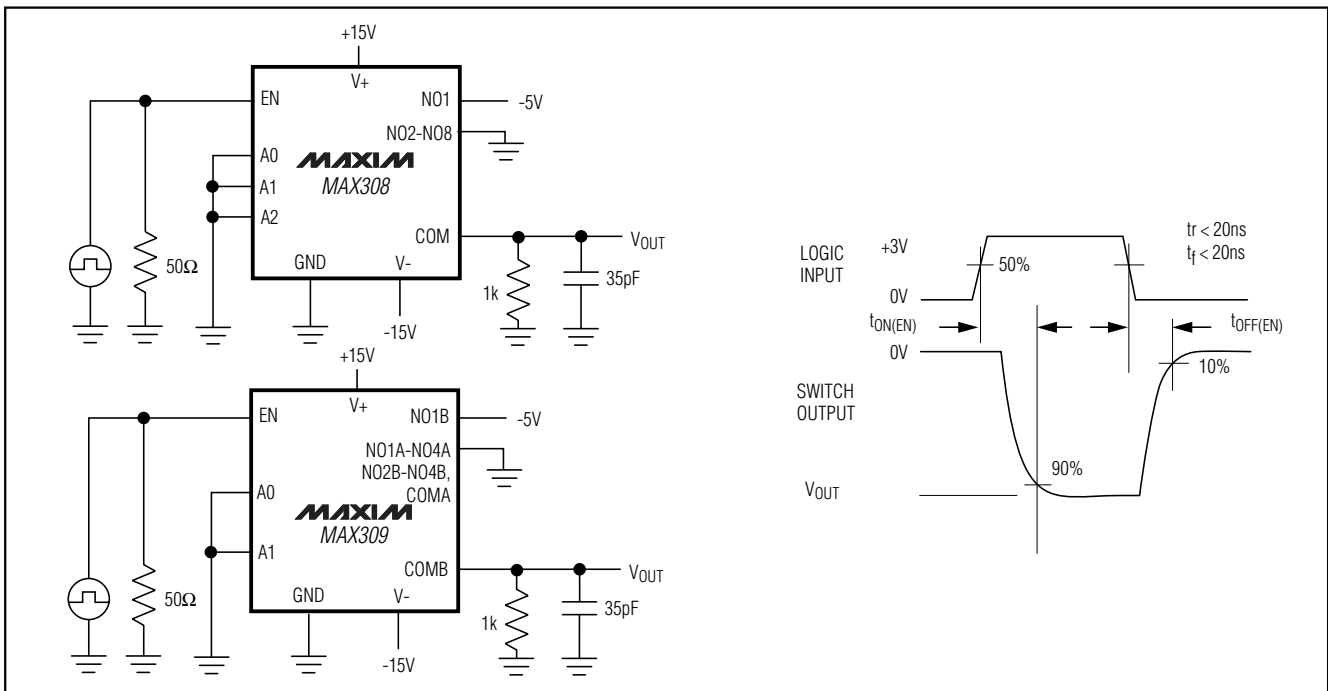 +15V
V+
EN
NO1
-5V
NO2-NO8
A0
MAXIM
MAX308
A1
A2
COM
VOUT
50Ω
GND
V-
1k
35pF
-15V
+15V
V+
EN
NO1B
-5V
NO1A-NO4A
NO2B-NO4B,
COMA
A0
MAXIM
MAX309
A1
COMB
VOUT
50Ω
GND
V-
1k
35pF
-15V
LOGIC
INPUT
+3V
50%
tr < 20ns
tf < 20ns
0V
tON(EN)
tOFF(EN)
0V
10%
SWITCH
OUTPUT
90%
VOUT